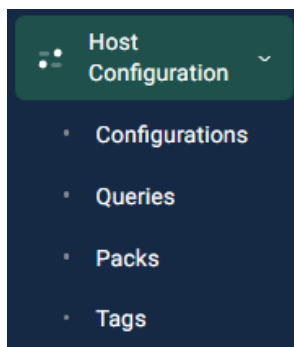 Host
Configuration
Configurations
Queries
Packs
Tags